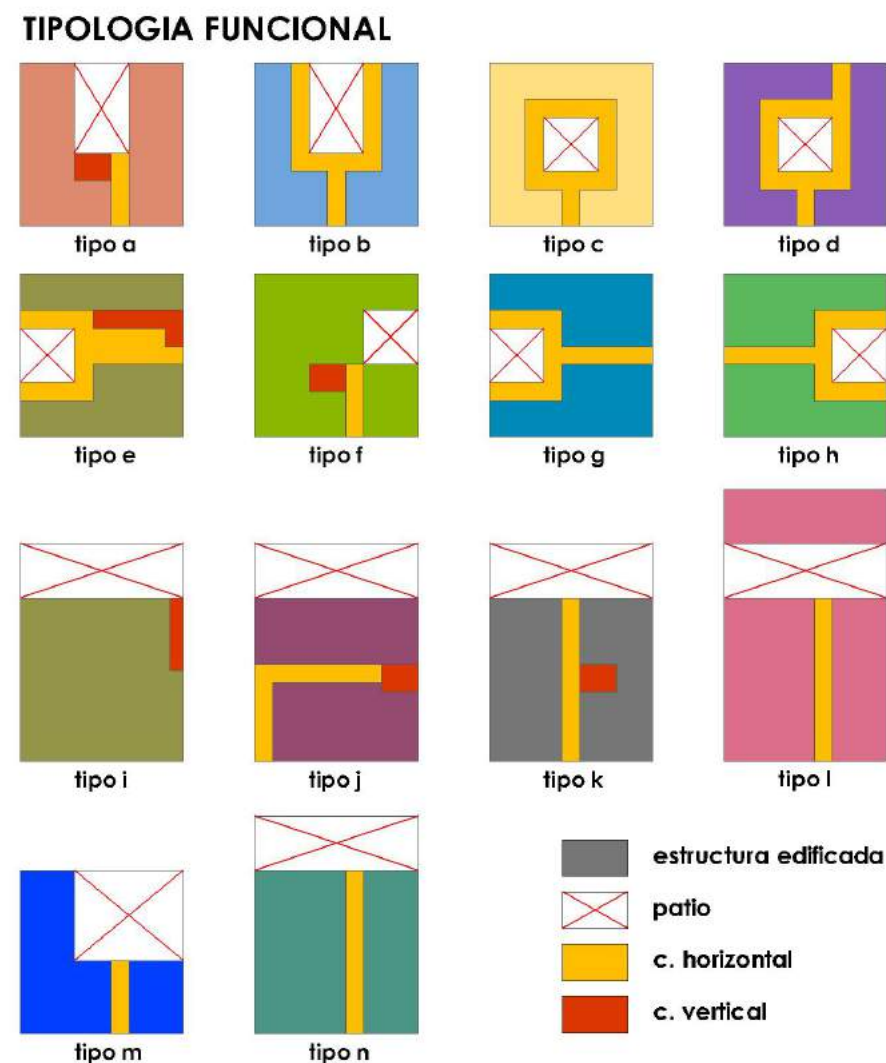 TIPOLOGIA FUNCIONAL
tipo a
tipo b
tipo c
tipo d
tipo e
tipo f
tipo g
tipo h
tipo i
tipo j
tipo k
tipo l
estructura edificada
patio
c. horizontal
c. vertical
tipo m
tipo n